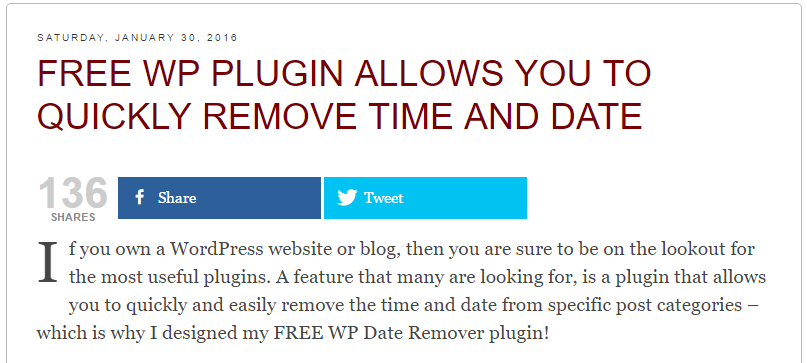 SATURDAY, JANUARY 30, 2016
FREE WP PLUGIN ALLOWS YOU TO
QUICKLY REMOVE TIME AND DATE
136
SHARES
Share
Tweet
If you own a WordPress website or blog, then you are sure to be on the lookout for
the most useful plugins. A feature that many are looking for, is a plugin that allows
you to quickly and easily remove the time and date from specific post categories –
which is why I designed my FREE WP Date Remover plugin!